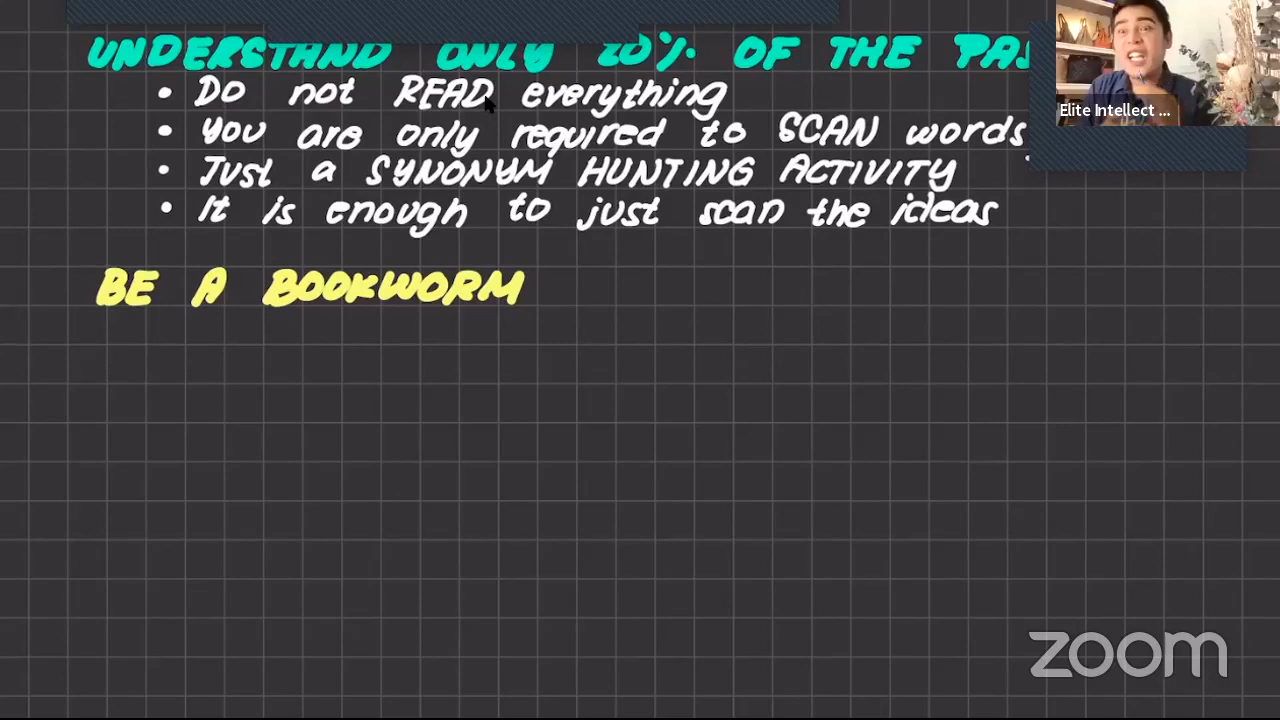 UNDERSTAND ONLY 20% OF THE PAS
• Do not READ everything
• You are only required to SCAN words
• Just a SYNONYM HUNTING ACTIVITY
• It is enough to just scan the ideas
BE A BOOKWORM
Elite Intellect ...
zoom